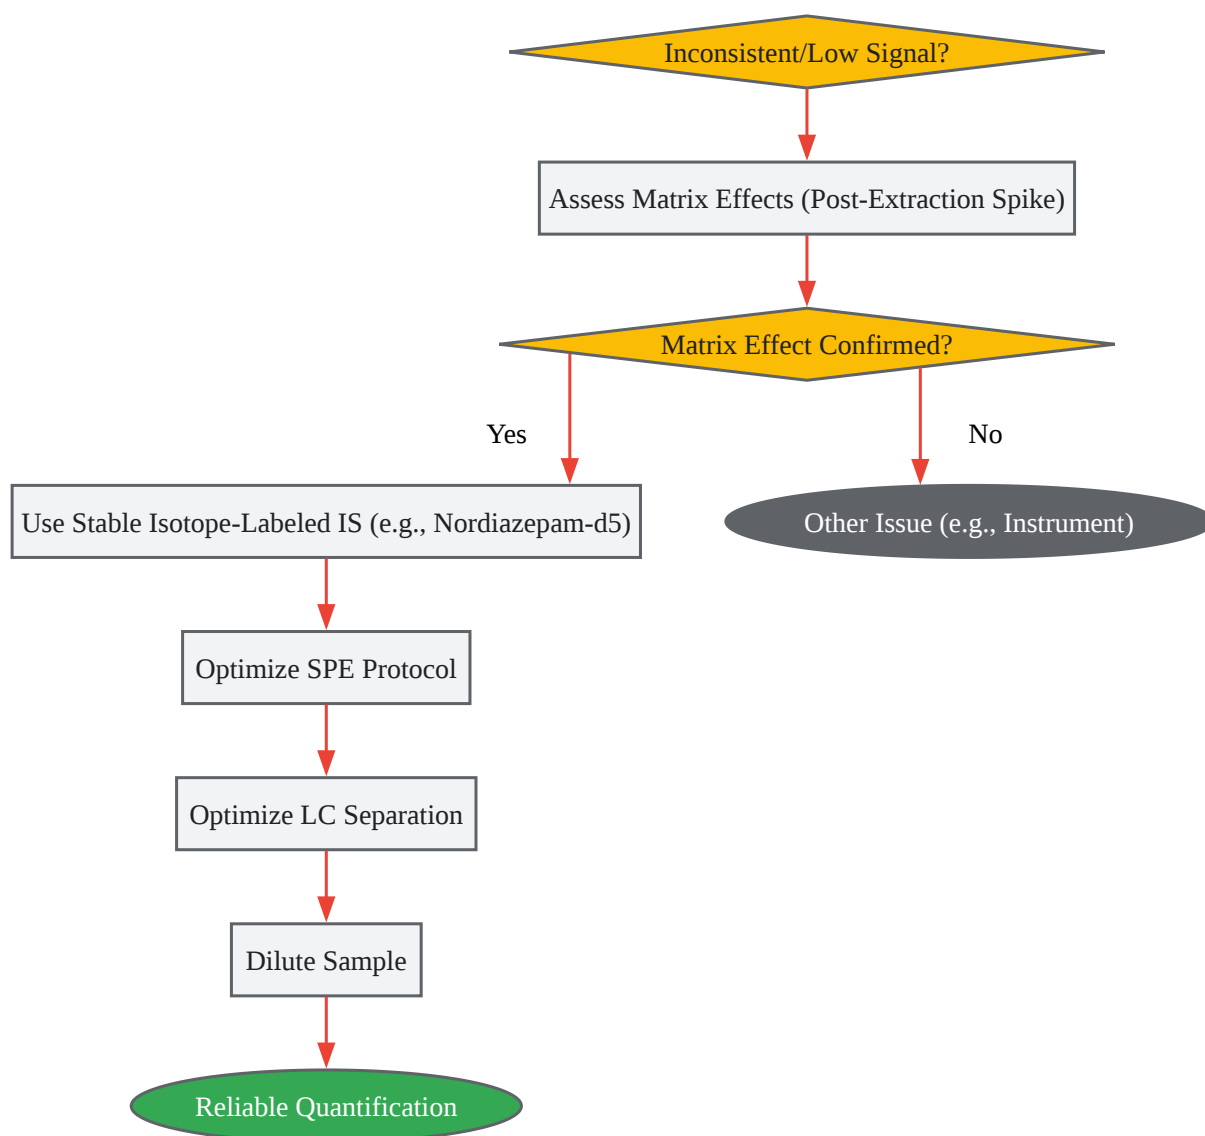 Inconsistent/Low Signal?
Assess Matrix Effects (Post-Extraction Spike)
Matrix Effect Confirmed?
Yes
No
Use Stable Isotope-Labeled IS (e.g., Nordiazepam-d5)
Other Issue (e.g., Instrument)
Optimize SPE Protocol
Optimize LC Separation
Dilute Sample
Reliable Quantification